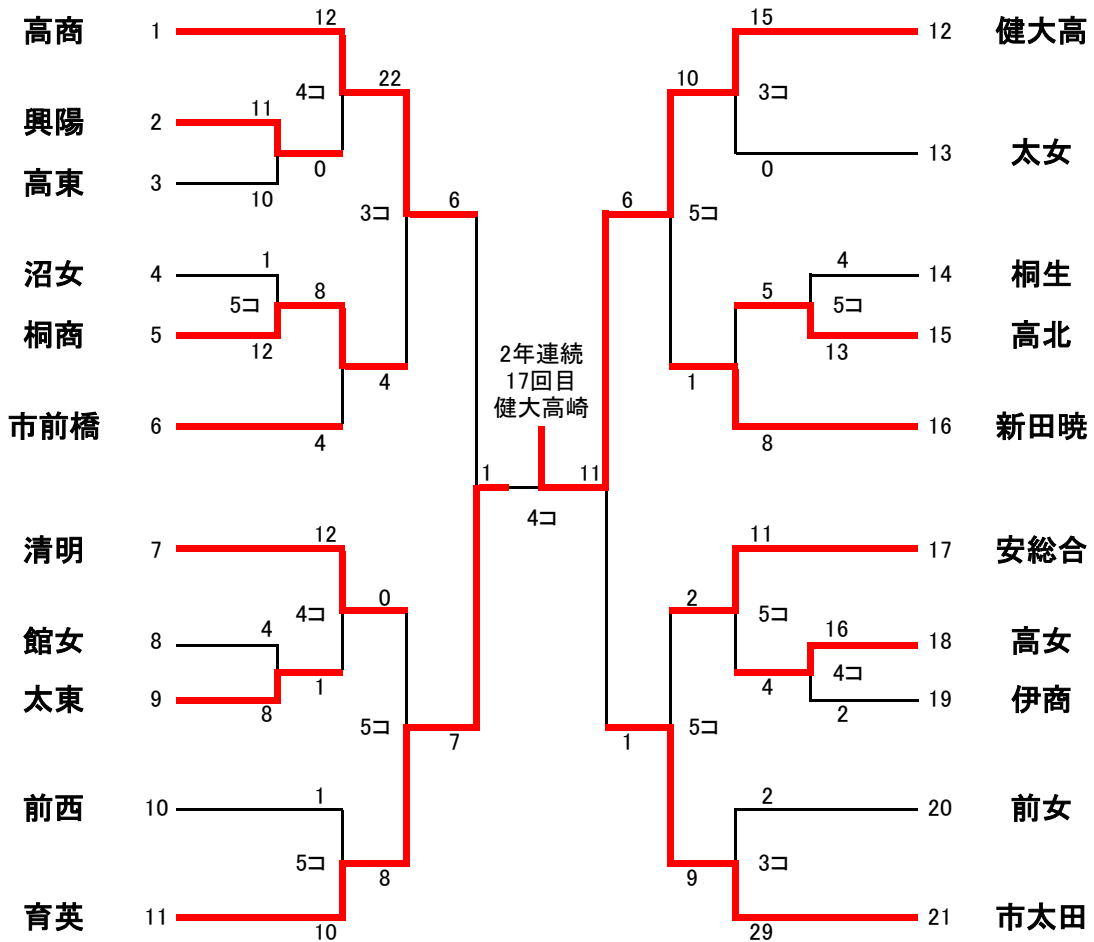 高商 1 12 15 12 健大高
4コ 22 10 3コ
興陽 2 11
0 0 13 太女
高東 3 10
3コ 6 6 5コ
沼女 4 1 4 14 桐生
5コ 8 5 5コ
桐商 5 12 13 15 高北
4 1
2年連続
17回目
健大高崎
市前橋 6 4 8 16 新田暁
1 11
4コ
清明 7 12 11 17 安総合
4コ 0 2 5コ
館女 8 4 16 18 高女
1 4 4コ
太東 9 8 2 19 伊商
5コ 7 1 5コ
前西 10 1 2 20 前女
5コ 8 9 3コ
育英 11 10 29 21 市太田